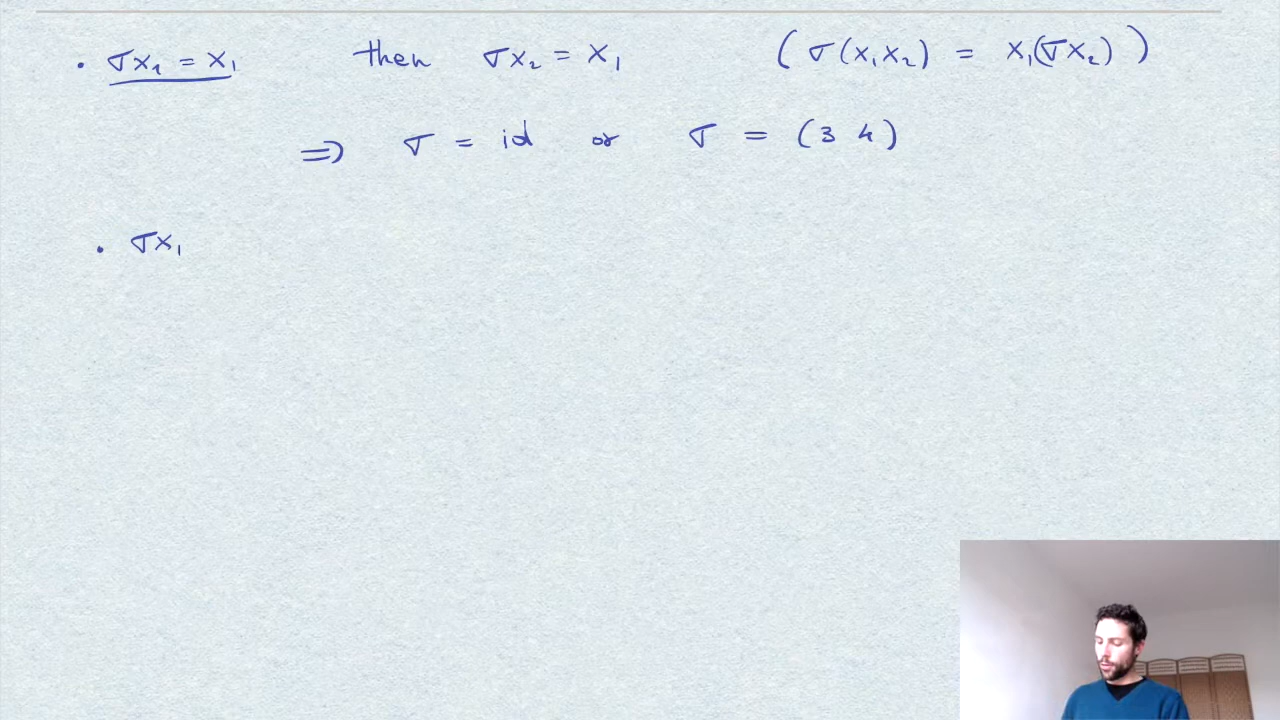 • σx₁ = x₁ then σx₂ = x₁ ( σ(x₁x₂) = x₁(σx₂) )
⇒ σ = id or σ = (3 4)
• σx₁